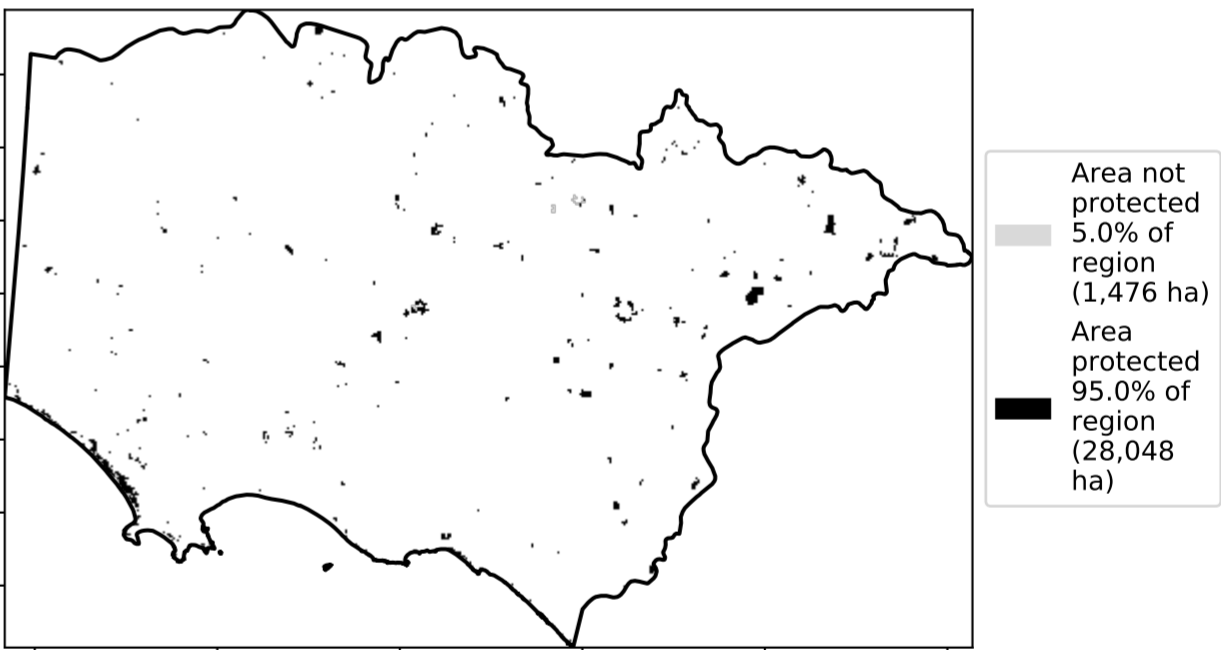 Area not
protected
5.0% of
region
(1,476 ha)
Area
protected
95.0% of
region
(28,048
ha)